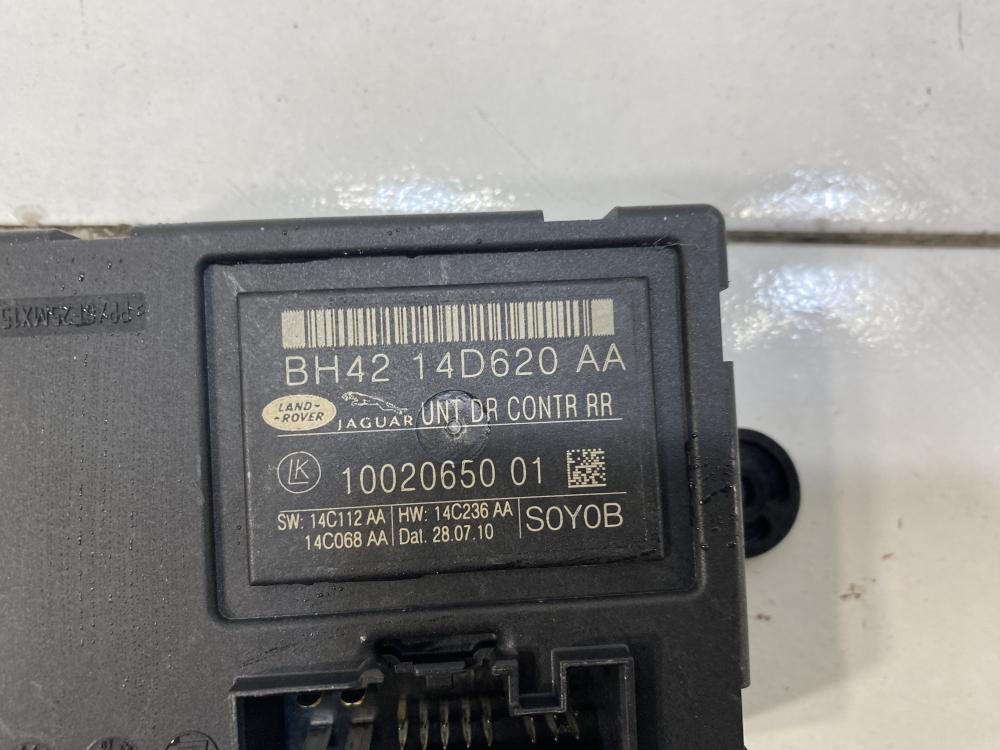 BH42 14D620 AA
LAND-
-ROVER
JAGUAR UNT DR CONTR RR
LK 10020650 01
SW: 14C112 AA HW: 14C236 AA S0Y0B
14C068 AA Dat. 28.07.10